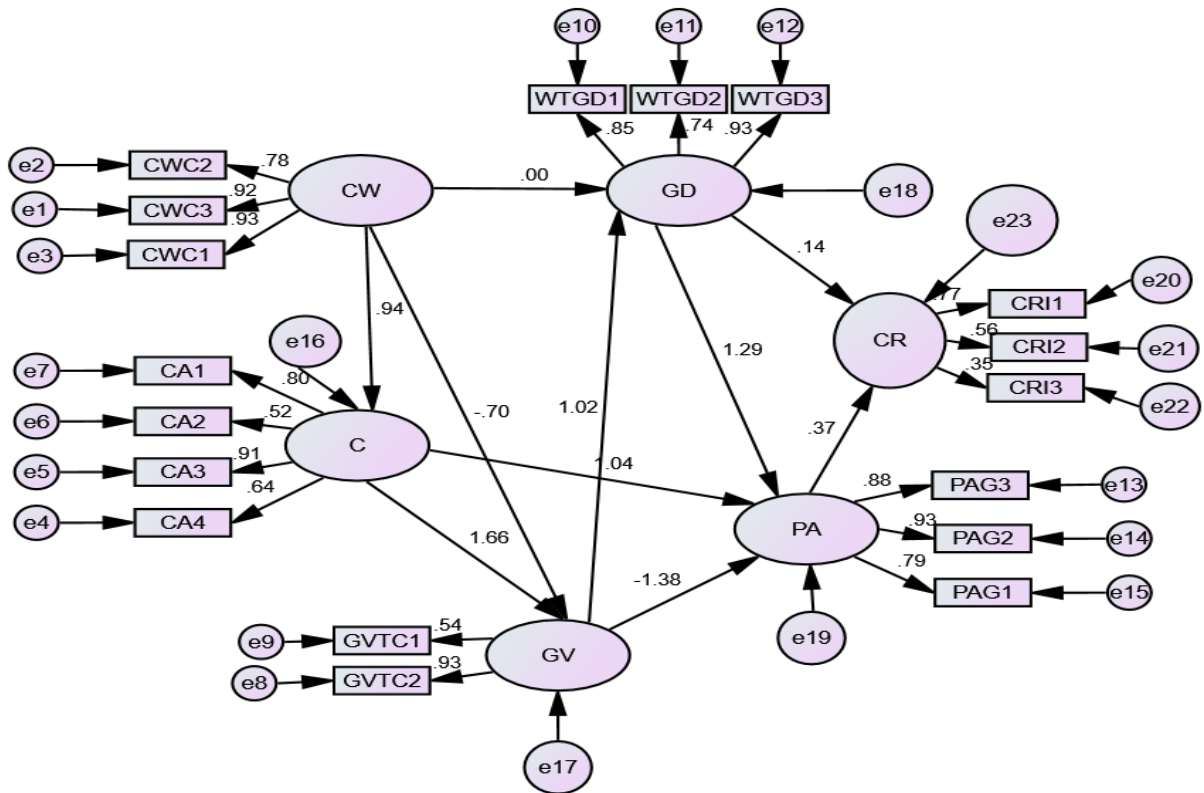 e10
e11
e12
WTGD1
WTGD2
WTGD3
.85
.74
.93
e2
CWC2
.78
e1
CWC3
.92
e3
CWC1
.93
CW
.00
GD
e18
e23
.14
.94
e16
-.70
1.02
1.29
CR
.77
CRI1
e20
.56
CRI2
e21
.35
CRI3
e22
e7
CA1
.80
e6
CA2
.52
e5
CA3
.91
e4
CA4
.64
C
1.04
.37
1.66
-1.38
PA
.88
PAG3
e13
.93
PAG2
e14
.79
PAG1
e15
e19
e9
GVTC1
.54
e8
GVTC2
.93
GV
e17